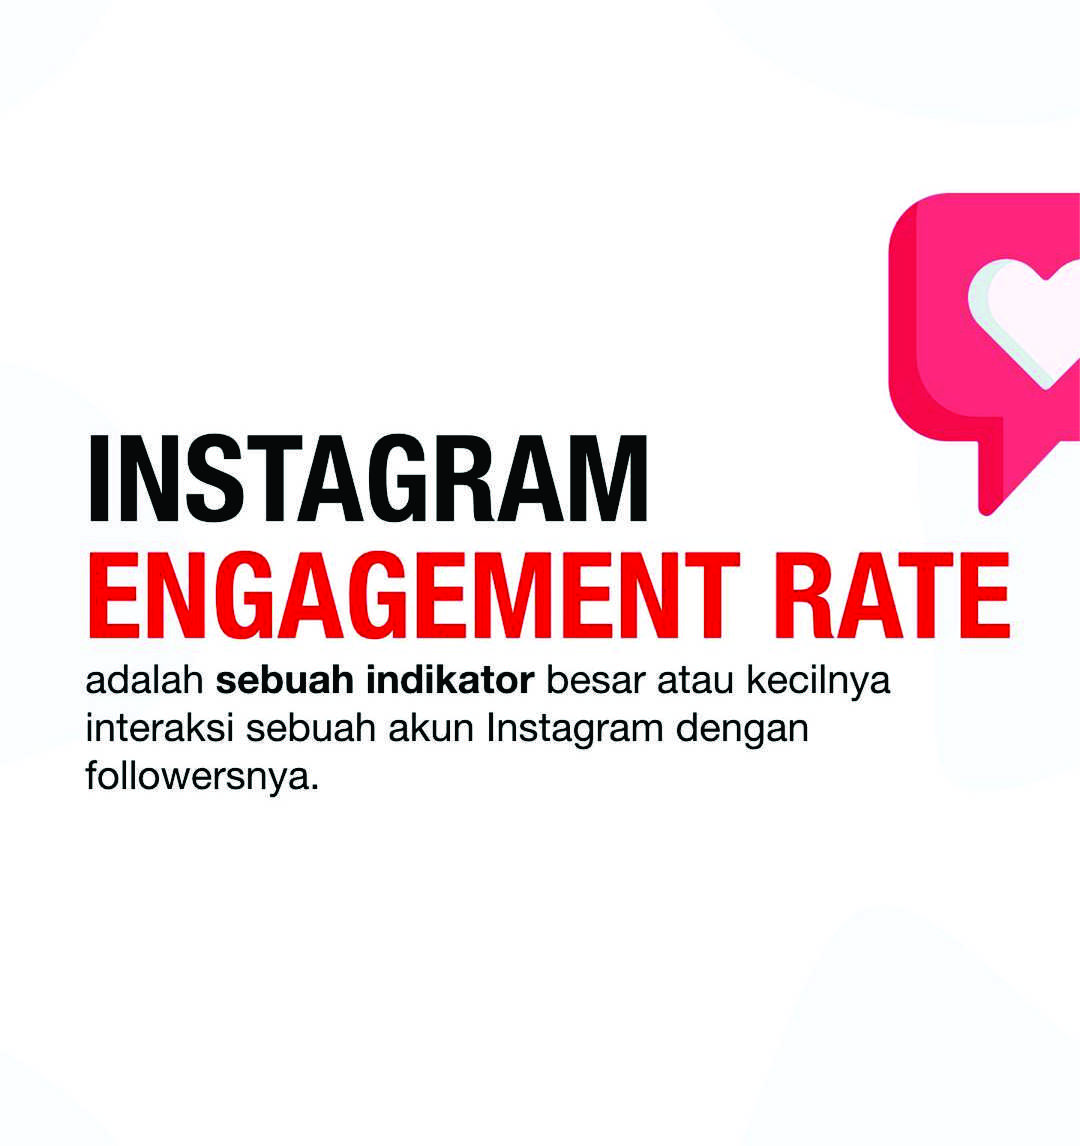 INSTAGRAM
ENGAGEMENT RATE
adalah sebuah indikator besar atau kecilnya
interaksi sebuah akun Instagram dengan
followersnya.